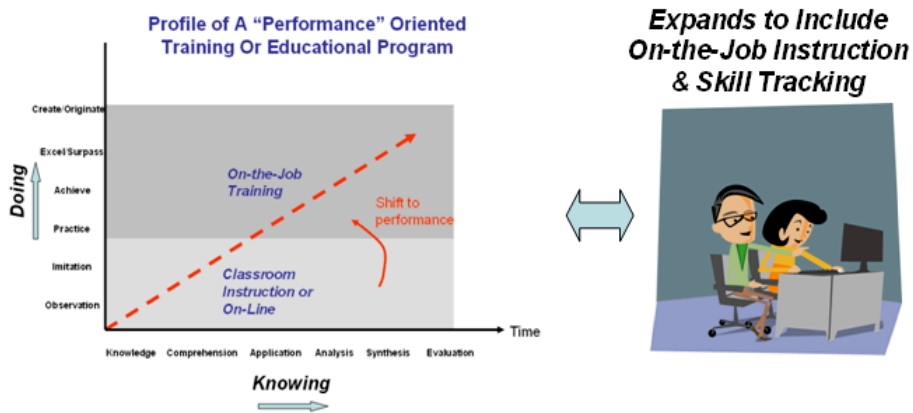 Profile of A “Performance” Oriented
Training Or Educational Program
Expands to Include
On-the-Job Instruction
& Skill Tracking
Create/Originate
Excel/Surpass
Achieve
Practice
Imitation
Observation
Doing
On-the-Job
Training
Shift to
performance
Classroom
Instruction or
On-Line
Time
Knowledge Comprehension Application Analysis Synthesis Evaluation
Knowing